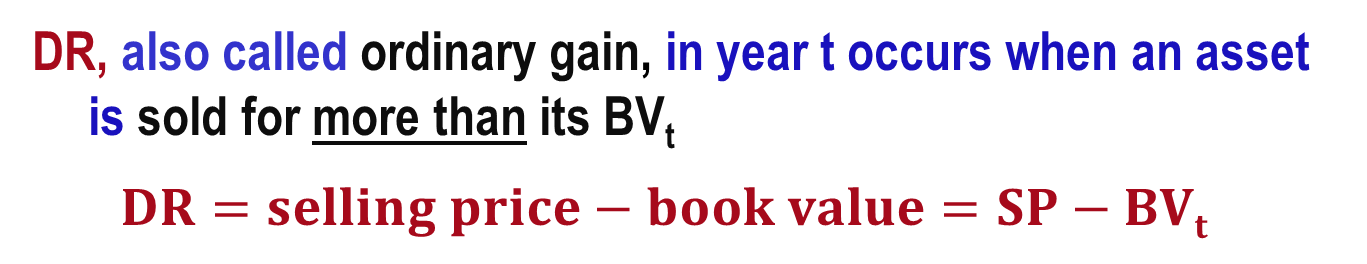 DR, also called ordinary gain, in year t occurs when an asset
is sold for more than its BVt
DR = selling price − book value = SP − BVt